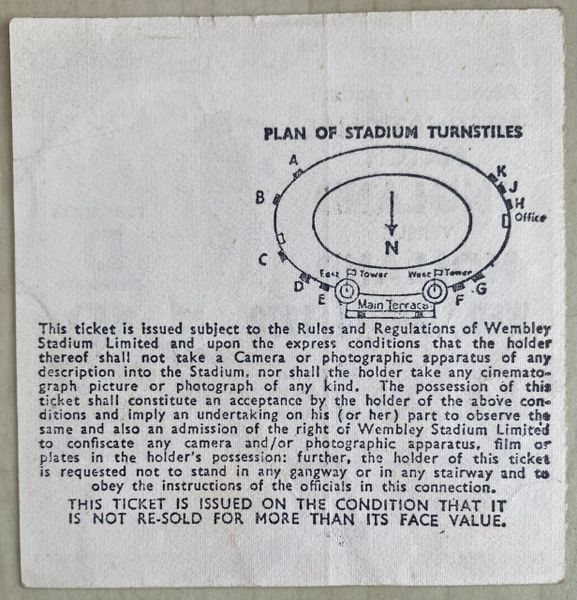 PLAN OF STADIUM TURNSTILES
A
K
J
B
H
Office
N
C
East Tower
West Tower
D
E
Main Terrace
F
G
This ticket is issued subject to the Rules and Regulations of Wembley
Stadium Limited and upon the express conditions that the holder
thereof shall not take a Camera or photographic apparatus of any
description into the Stadium, nor shall the holder take any cinemato-
graph picture or photograph of any kind. The possession of this
ticket shall constitute an acceptance by the holder of the above con-
ditions and imply an undertaking on his (or her) part to observe the
same and also an admission of the right of Wembley Stadium Limited
to confiscate any camera and/or photographic apparatus, film or
plates in the holder's possession: further, the holder of this ticket
is requested not to stand in any gangway or in any stairway and to
obey the instructions of the officials in this connection.
THIS TICKET IS ISSUED ON THE CONDITION THAT IT
IS NOT RE-SOLD FOR MORE THAN ITS FACE VALUE.